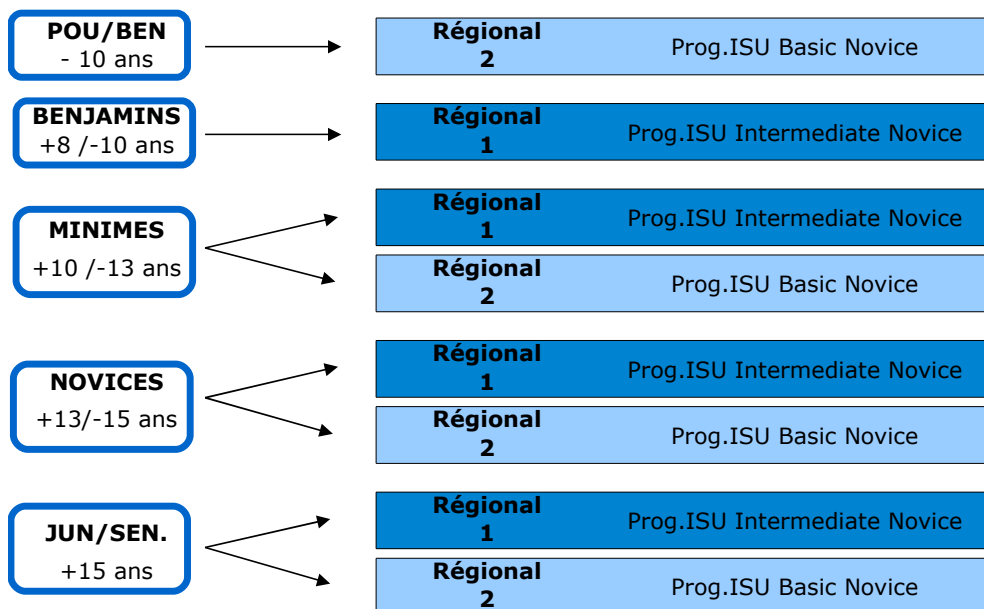 POU/BEN
- 10 ans
Régional
2
Prog.ISU Basic Novice
BENJAMINS
+8 /-10 ans
Régional
1
Prog.ISU Intermediate Novice
MINIMES
+10 /-13 ans
Régional
1
Prog.ISU Intermediate Novice
Régional
2
Prog.ISU Basic Novice
NOVICES
+13/-15 ans
Régional
1
Prog.ISU Intermediate Novice
Régional
2
Prog.ISU Basic Novice
JUN/SEN.
+15 ans
Régional
1
Prog.ISU Intermediate Novice
Régional
2
Prog.ISU Basic Novice